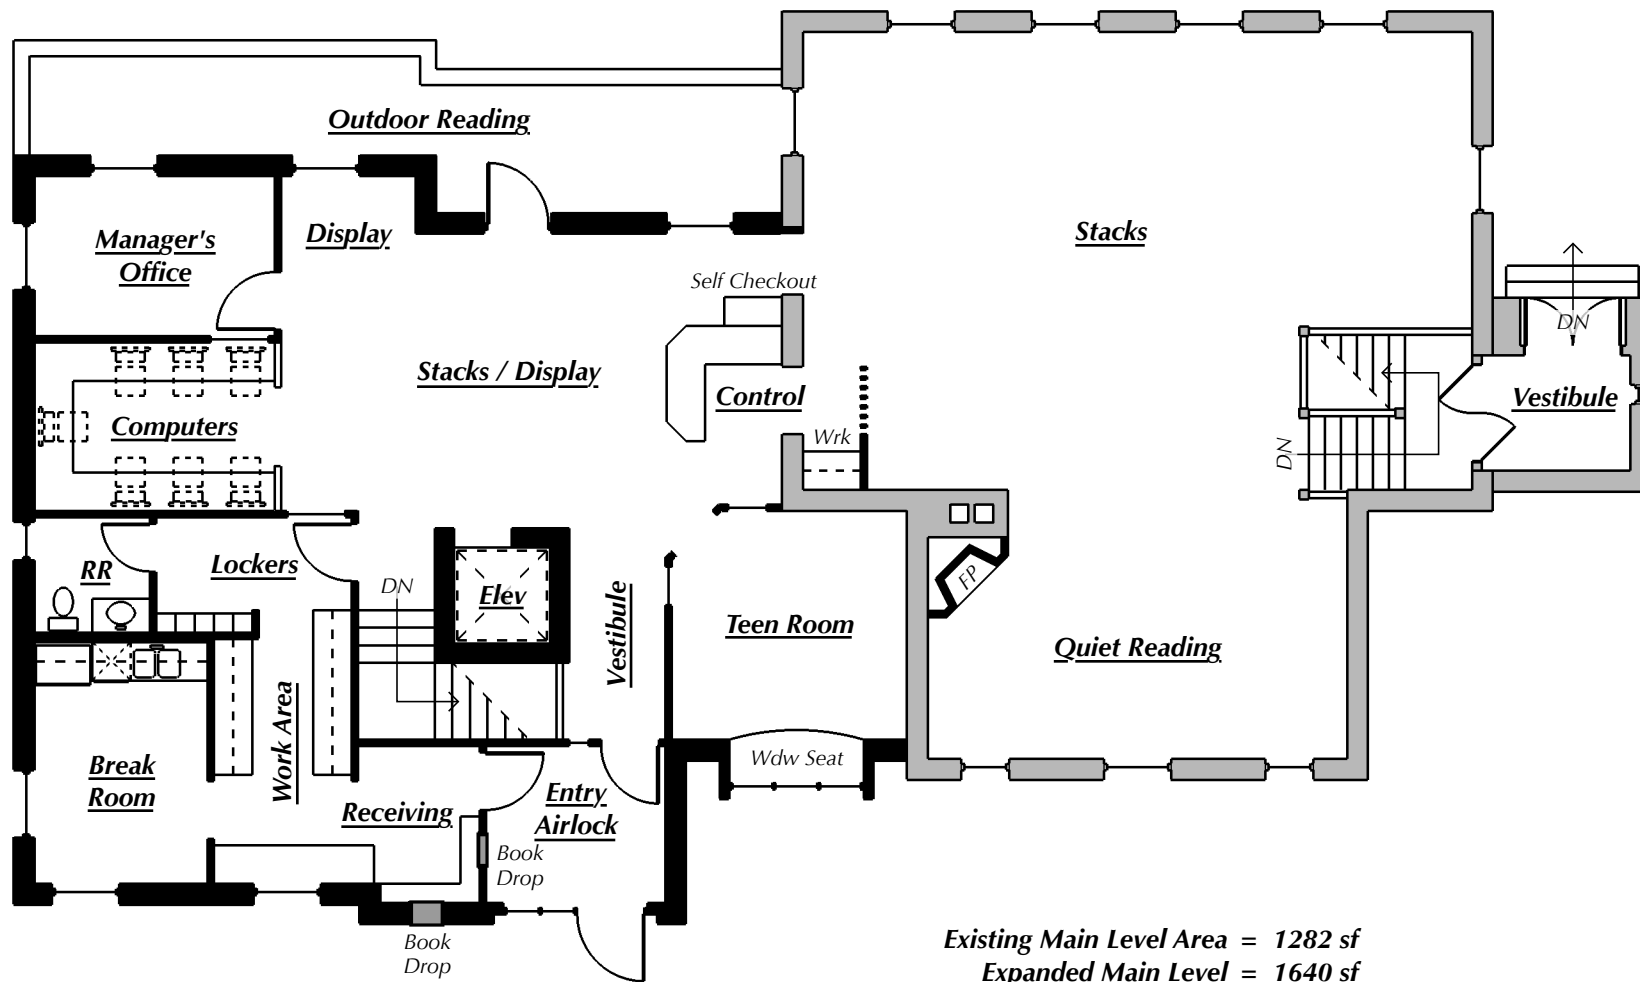 Outdoor Reading
Manager's
Office
Display
Stacks
Self Checkout
DN
Stacks / Display
Control
Vestibule
Computers
Wrk
DN
RR
Lockers
DN
Elev
Vestibule
Teen Room
FP
Quiet Reading
Break
Room
Work Area
Wdw Seat
Receiving
Entry
Airlock
Book
Drop
Book
Drop
Existing Main Level Area = 1282 sf
Expanded Main Level = 1640 sf